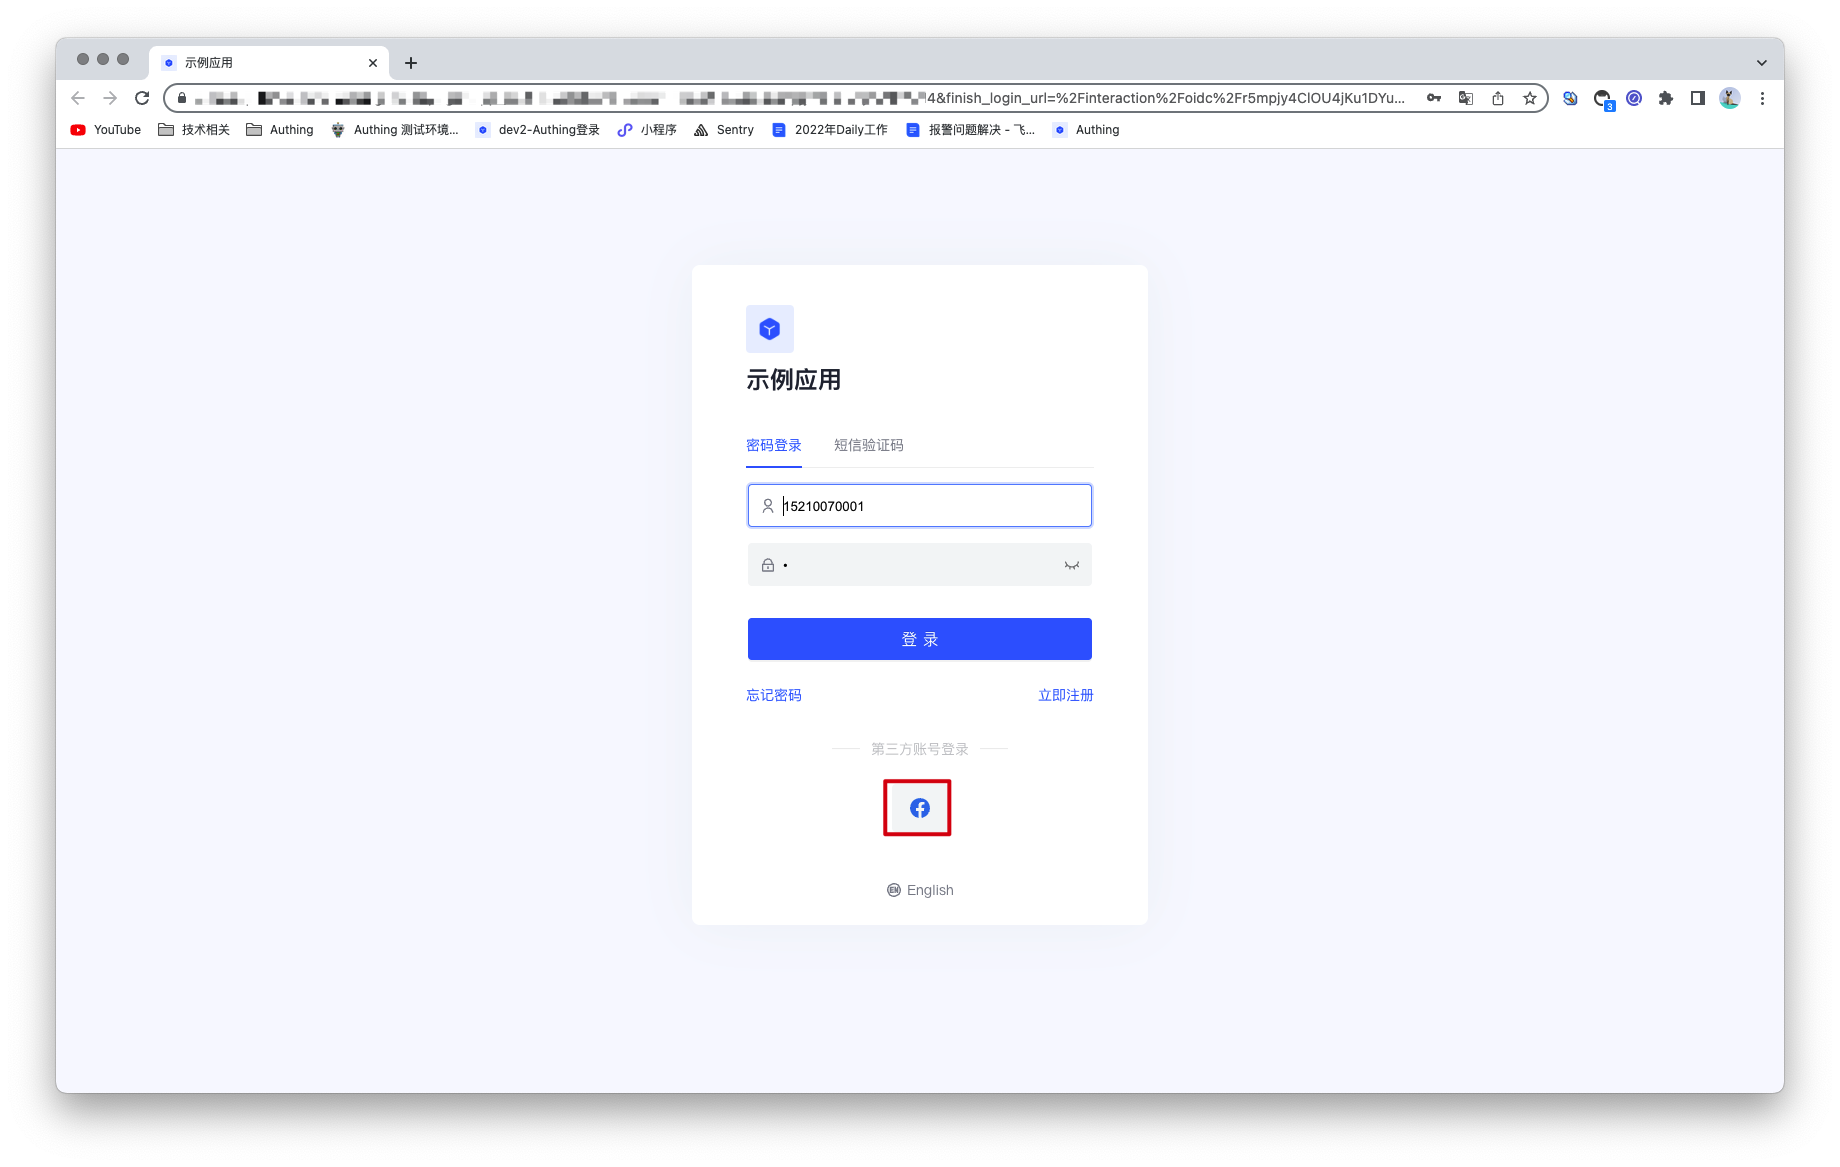 示例应用
4&finish_login_url=%2Finteraction%2Foidc%2Fr5mpjy4ClOU4jKu1DYu...
3
YouTube 技术相关 Authing Authing 测试环境... dev2-Authing登录 小程序 Sentry 2022年Daily工作 报警问题解决 - 飞... Authing
示例应用
密码登录 短信验证码
15210070001
登 录
忘记密码 立即注册
第三方账号登录
EN English